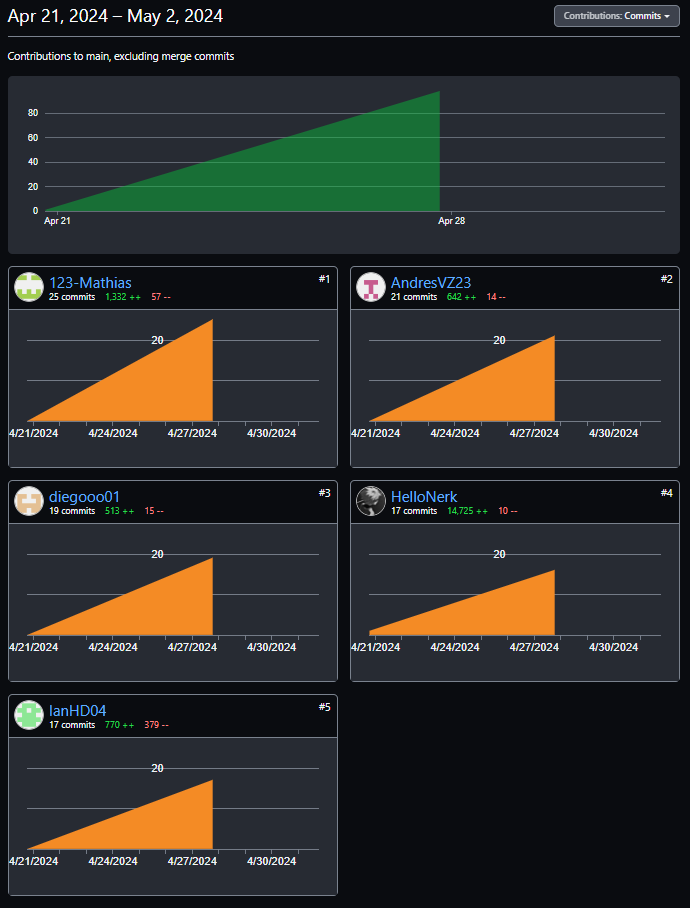 Apr 21, 2024 – May 2, 2024
Contributions: Commits
Contributions to main, excluding merge commits
80
60
40
20
0
Apr 21 Apr 28
123-Mathias #1
25 commits 1,332 ++ 57 --
20
4/21/2024 4/24/2024 4/27/2024 4/30/2024
AndresVZ23 #2
21 commits 642 ++ 14 --
20
4/21/2024 4/24/2024 4/27/2024 4/30/2024
diegooo01 #3
19 commits 513 ++ 15 --
20
4/21/2024 4/24/2024 4/27/2024 4/30/2024
HelloNerk #4
17 commits 14,725 ++ 10 --
20
4/21/2024 4/24/2024 4/27/2024 4/30/2024
IanHD04 #5
17 commits 770 ++ 379 --
20
4/21/2024 4/24/2024 4/27/2024 4/30/2024